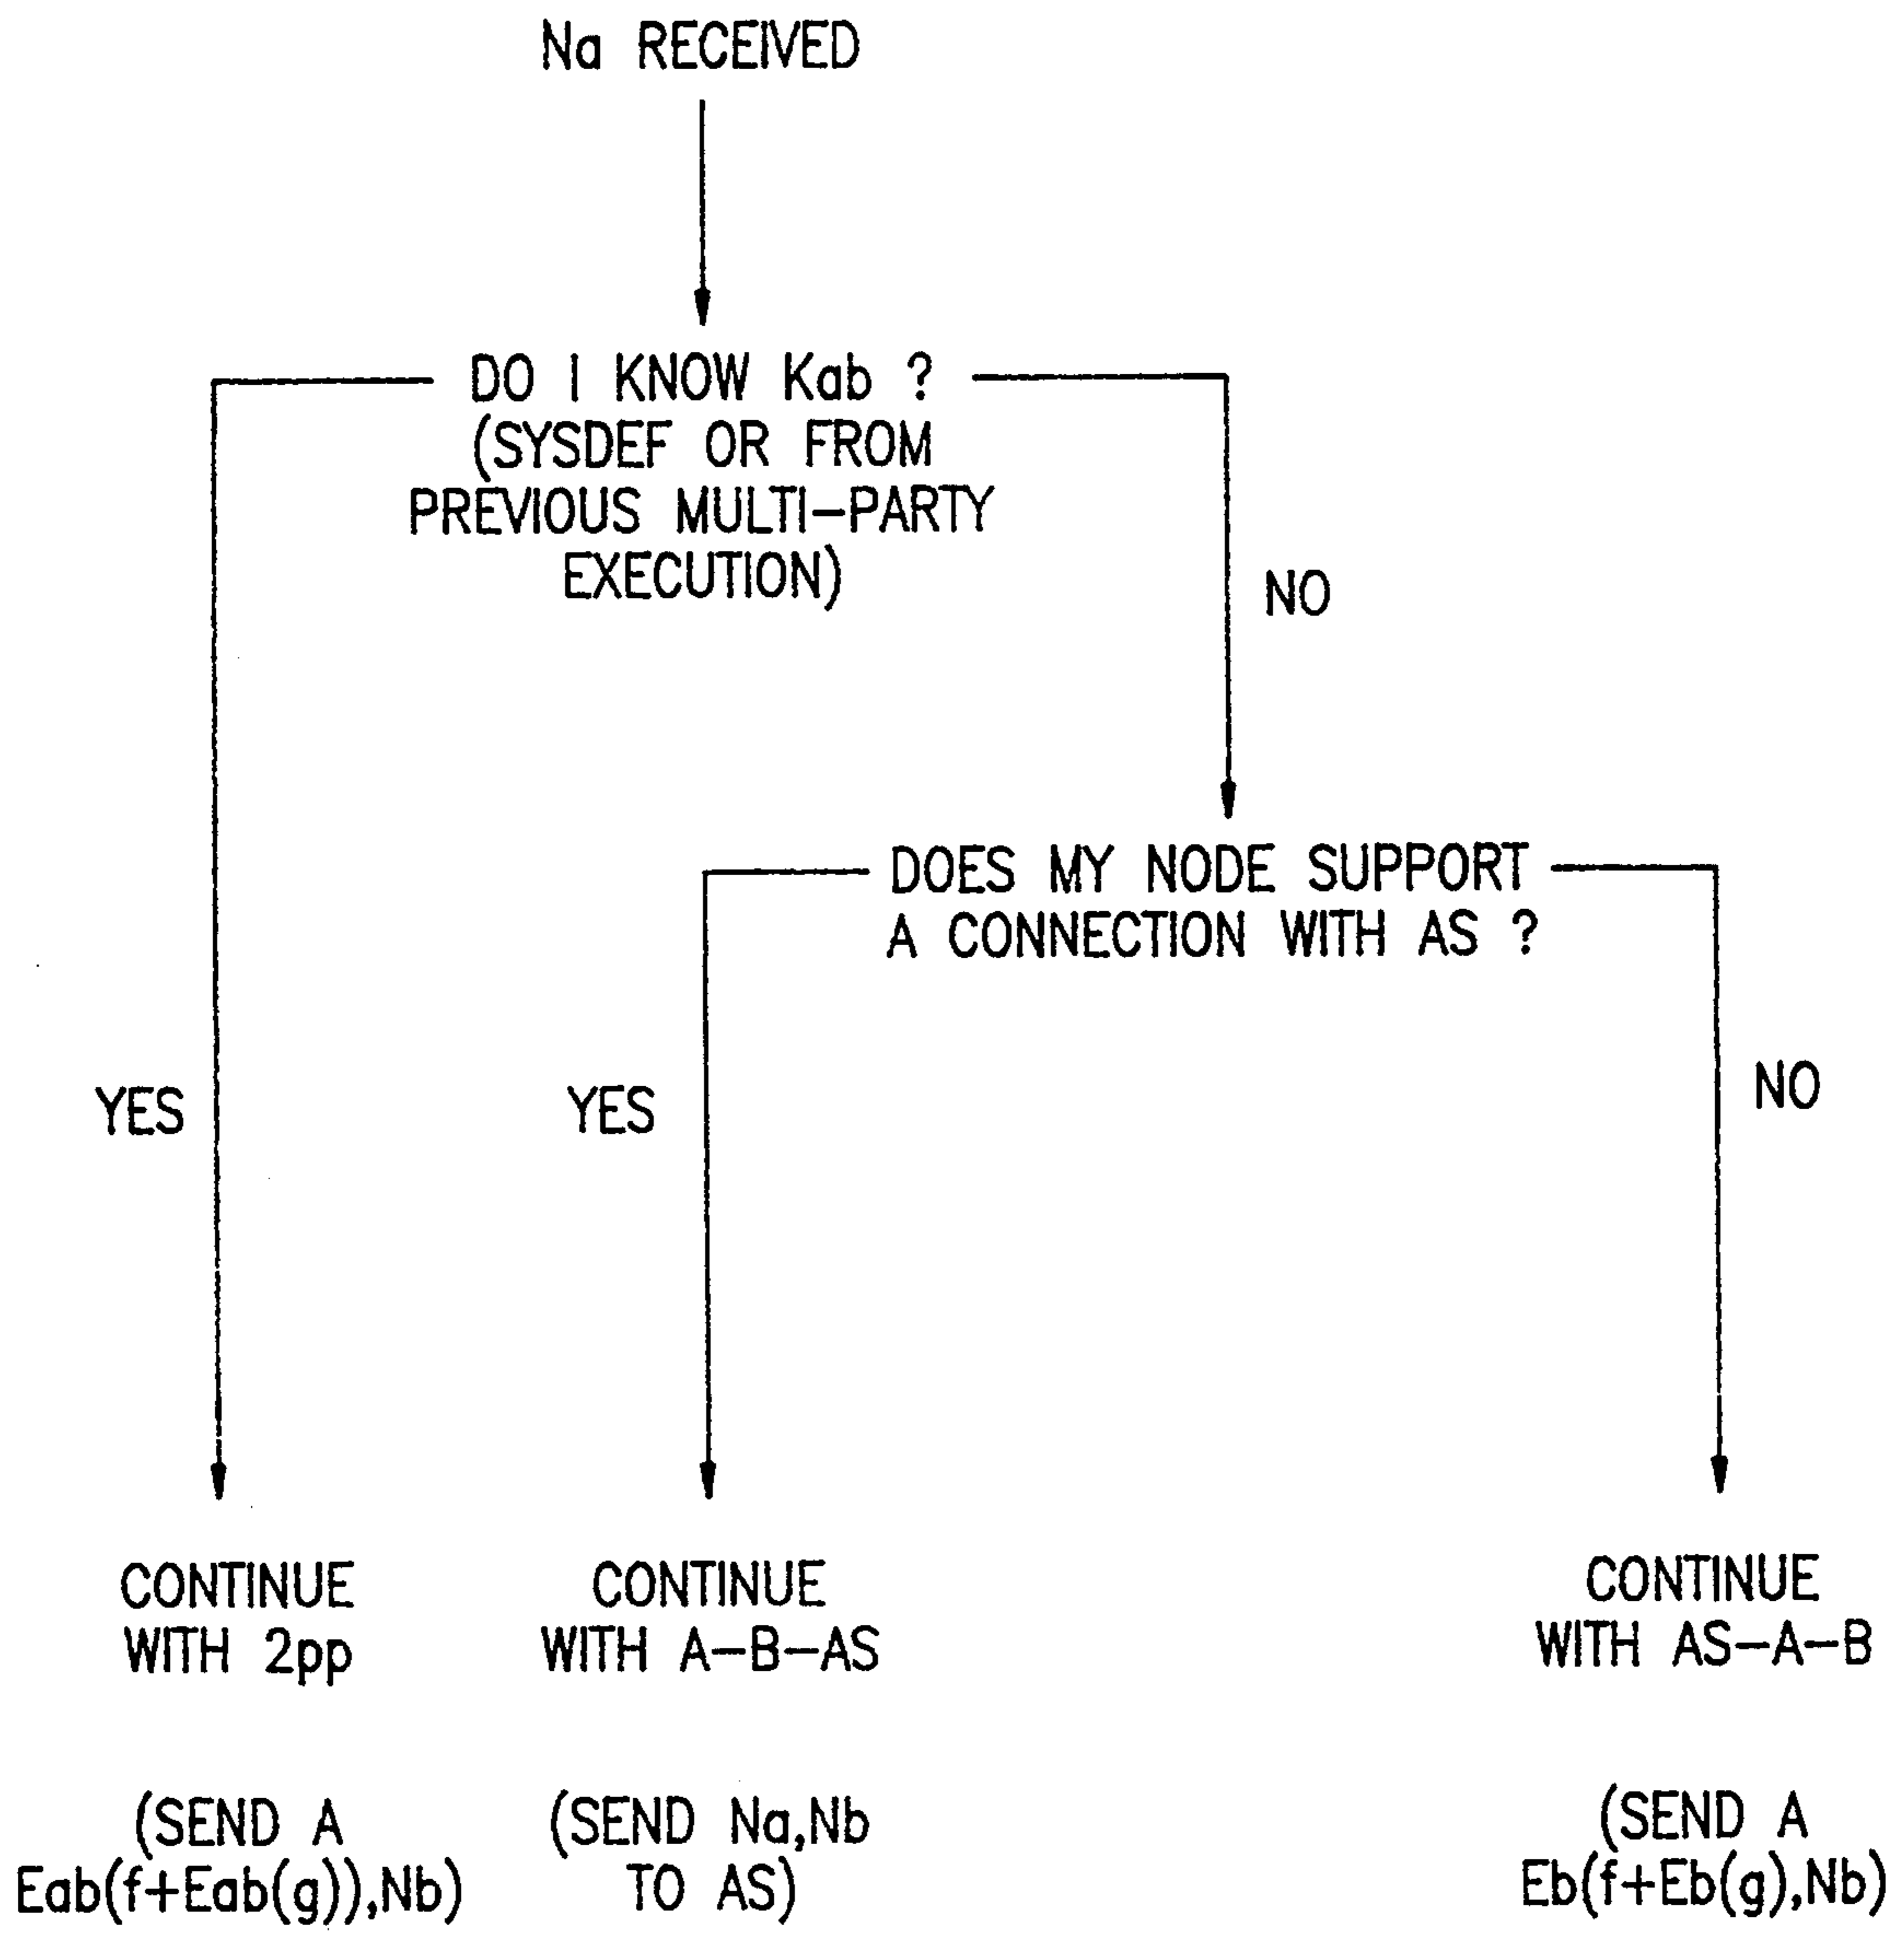 Na RECEIVED
DO I KNOW Kab ?
(SYSDEF OR FROM
PREVIOUS MULTI-PARTY
EXECUTION)
NO
DOES MY NODE SUPPORT
A CONNECTION WITH AS ?
YES
YES
NO
CONTINUE
WITH 2pp
(SEND A
Eab(f+Eab(g)),Nb)
CONTINUE
WITH A-B-AS
(SEND Na,Nb
TO AS)
CONTINUE
WITH AS-A-B
(SEND A
Eb(f+Eb(g),Nb)